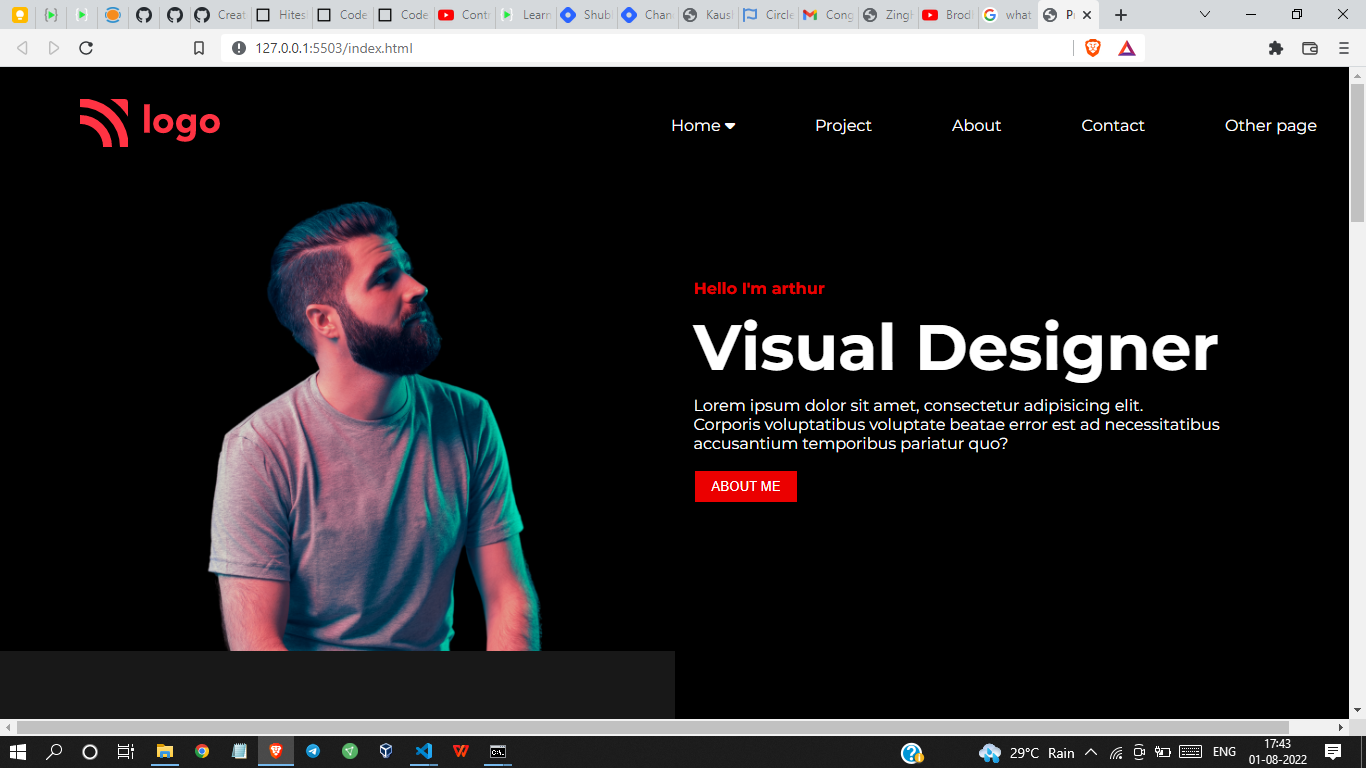 Creat
Hites
Code
Code
Contr
Learn
Shub
Chan
Kaus
Circle
Cong
Zing
Brod
what
127.0.0.1:5503/index.html
logo
Home
Project
About
Contact
Other page
Hello I'm arthur
Visual Designer
Lorem ipsum dolor sit amet, consectetur adipisicing elit.
Corporis voluptatibus voluptate beatae error est ad necessitatibus
accusantium temporibus pariatur quo?
ABOUT ME
29°C Rain
ENG
17:43
01-08-2022